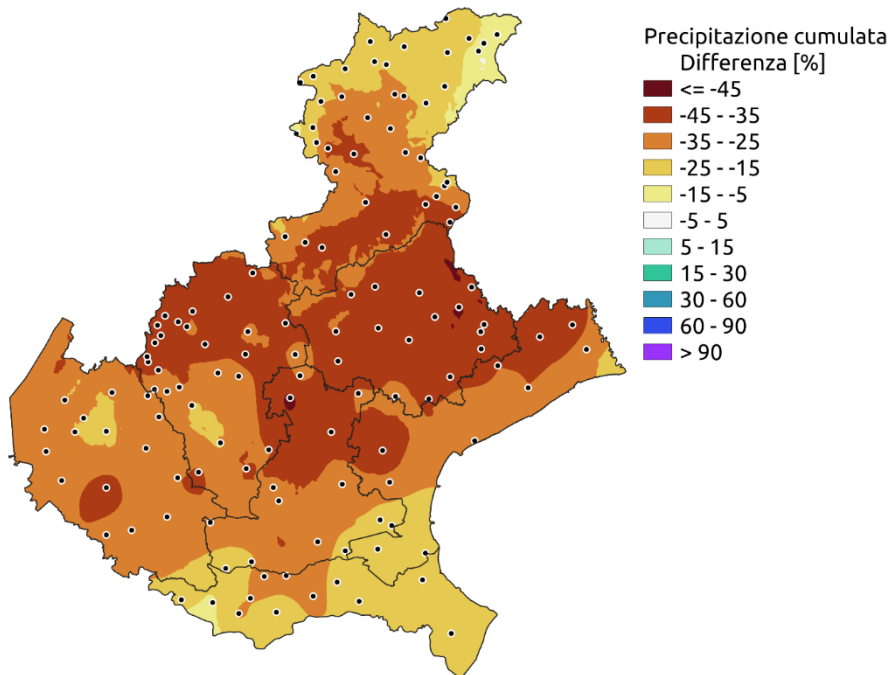 Precipitazione cumulata
Differenza [%]
<= -45
-45 - -35
-35 - -25
-25 - -15
-15 - -5
-5 - 5
5 - 15
15 - 30
30 - 60
60 - 90
> 90